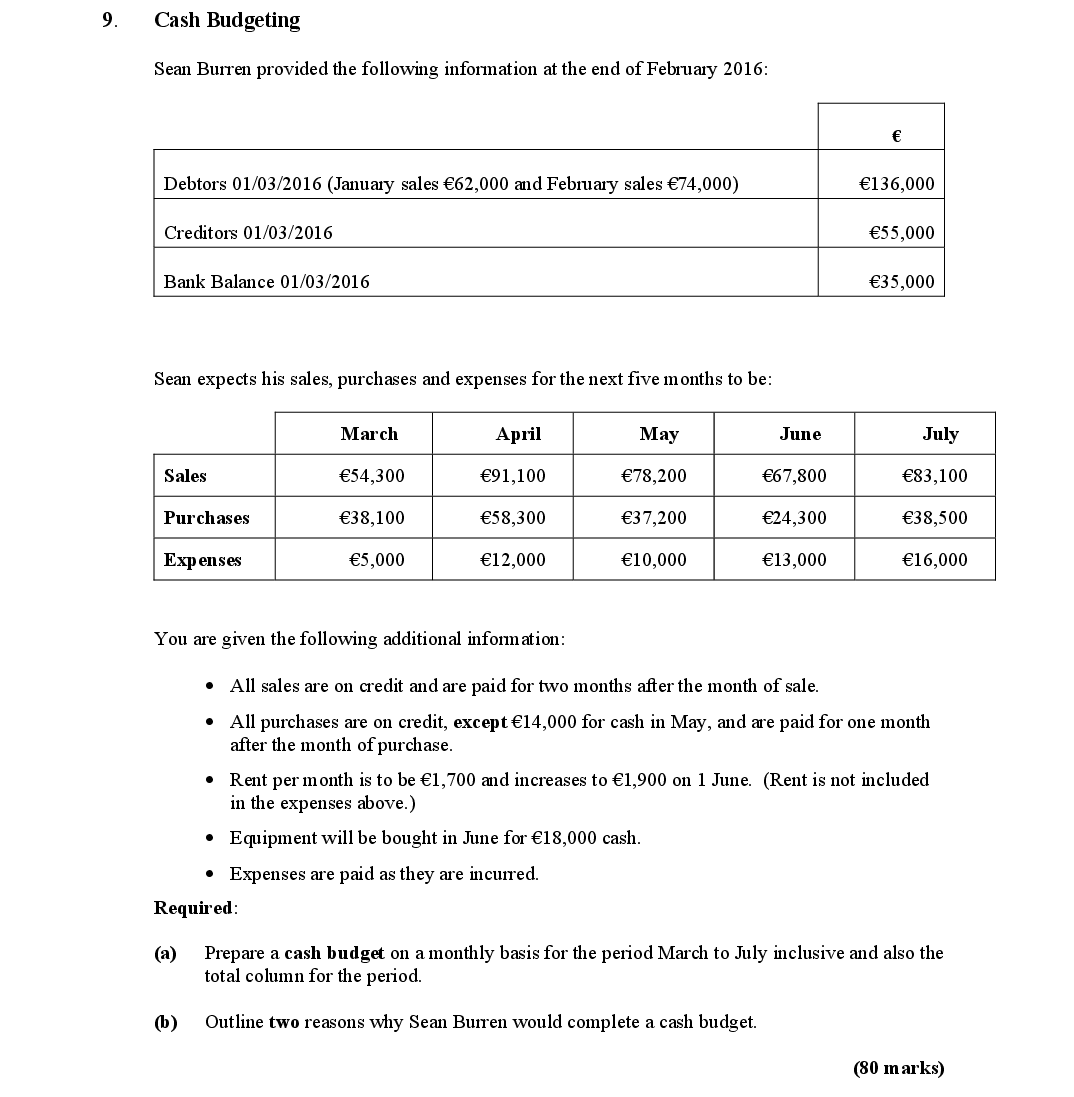 9. Cash Budgeting
Sean Burren provided the following information at the end of February 2016:
€
Debtors 01/03/2016 (January sales €62,000 and February sales €74,000) €136,000
Creditors 01/03/2016 €55,000
Bank Balance 01/03/2016 €35,000
Sean expects his sales, purchases and expenses for the next five months to be:
March April May June July
Sales €54,300 €91,100 €78,200 €67,800 €83,100
Purchases €38,100 €58,300 €37,200 €24,300 €38,500
Expenses €5,000 €12,000 €10,000 €13,000 €16,000
You are given the following additional information:
• All sales are on credit and are paid for two months after the month of sale.
• All purchases are on credit, except €14,000 for cash in May, and are paid for one month
after the month of purchase.
• Rent per month is to be €1,700 and increases to €1,900 on 1 June. (Rent is not included
in the expenses above.)
• Equipment will be bought in June for €18,000 cash.
• Expenses are paid as they are incurred.
Required:
(a) Prepare a cash budget on a monthly basis for the period March to July inclusive and also the
total column for the period.
(b) Outline two reasons why Sean Burren would complete a cash budget.
(80 marks)